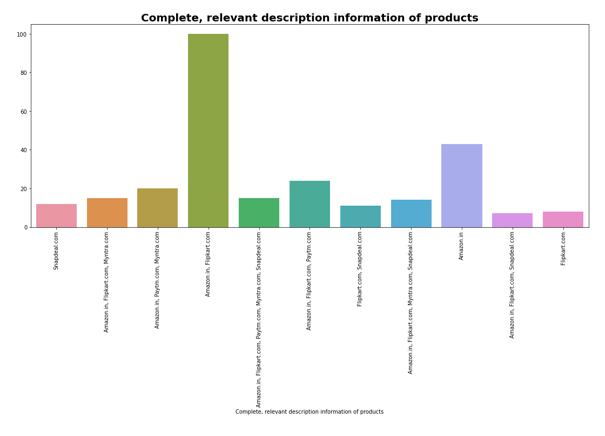 Complete, relevant description information of products
100
80
60
40
20
0
Snapdeal.com
Amazon.in, Flipkart.com, Myntra.com
Amazon.in, Paytm.com, Myntra.com
Amazon.in, Flipkart.com
Amazon.in, Flipkart.com, Paytm.com, Myntra.com, Snapdeal.com
Amazon.in, Flipkart.com, Paytm.com
Flipkart.com, Snapdeal.com
Amazon.in, Flipkart.com, Myntra.com, Snapdeal.com
Amazon.in
Amazon.in, Flipkart.com, Snapdeal.com
Flipkart.com
Complete, relevant description information of products